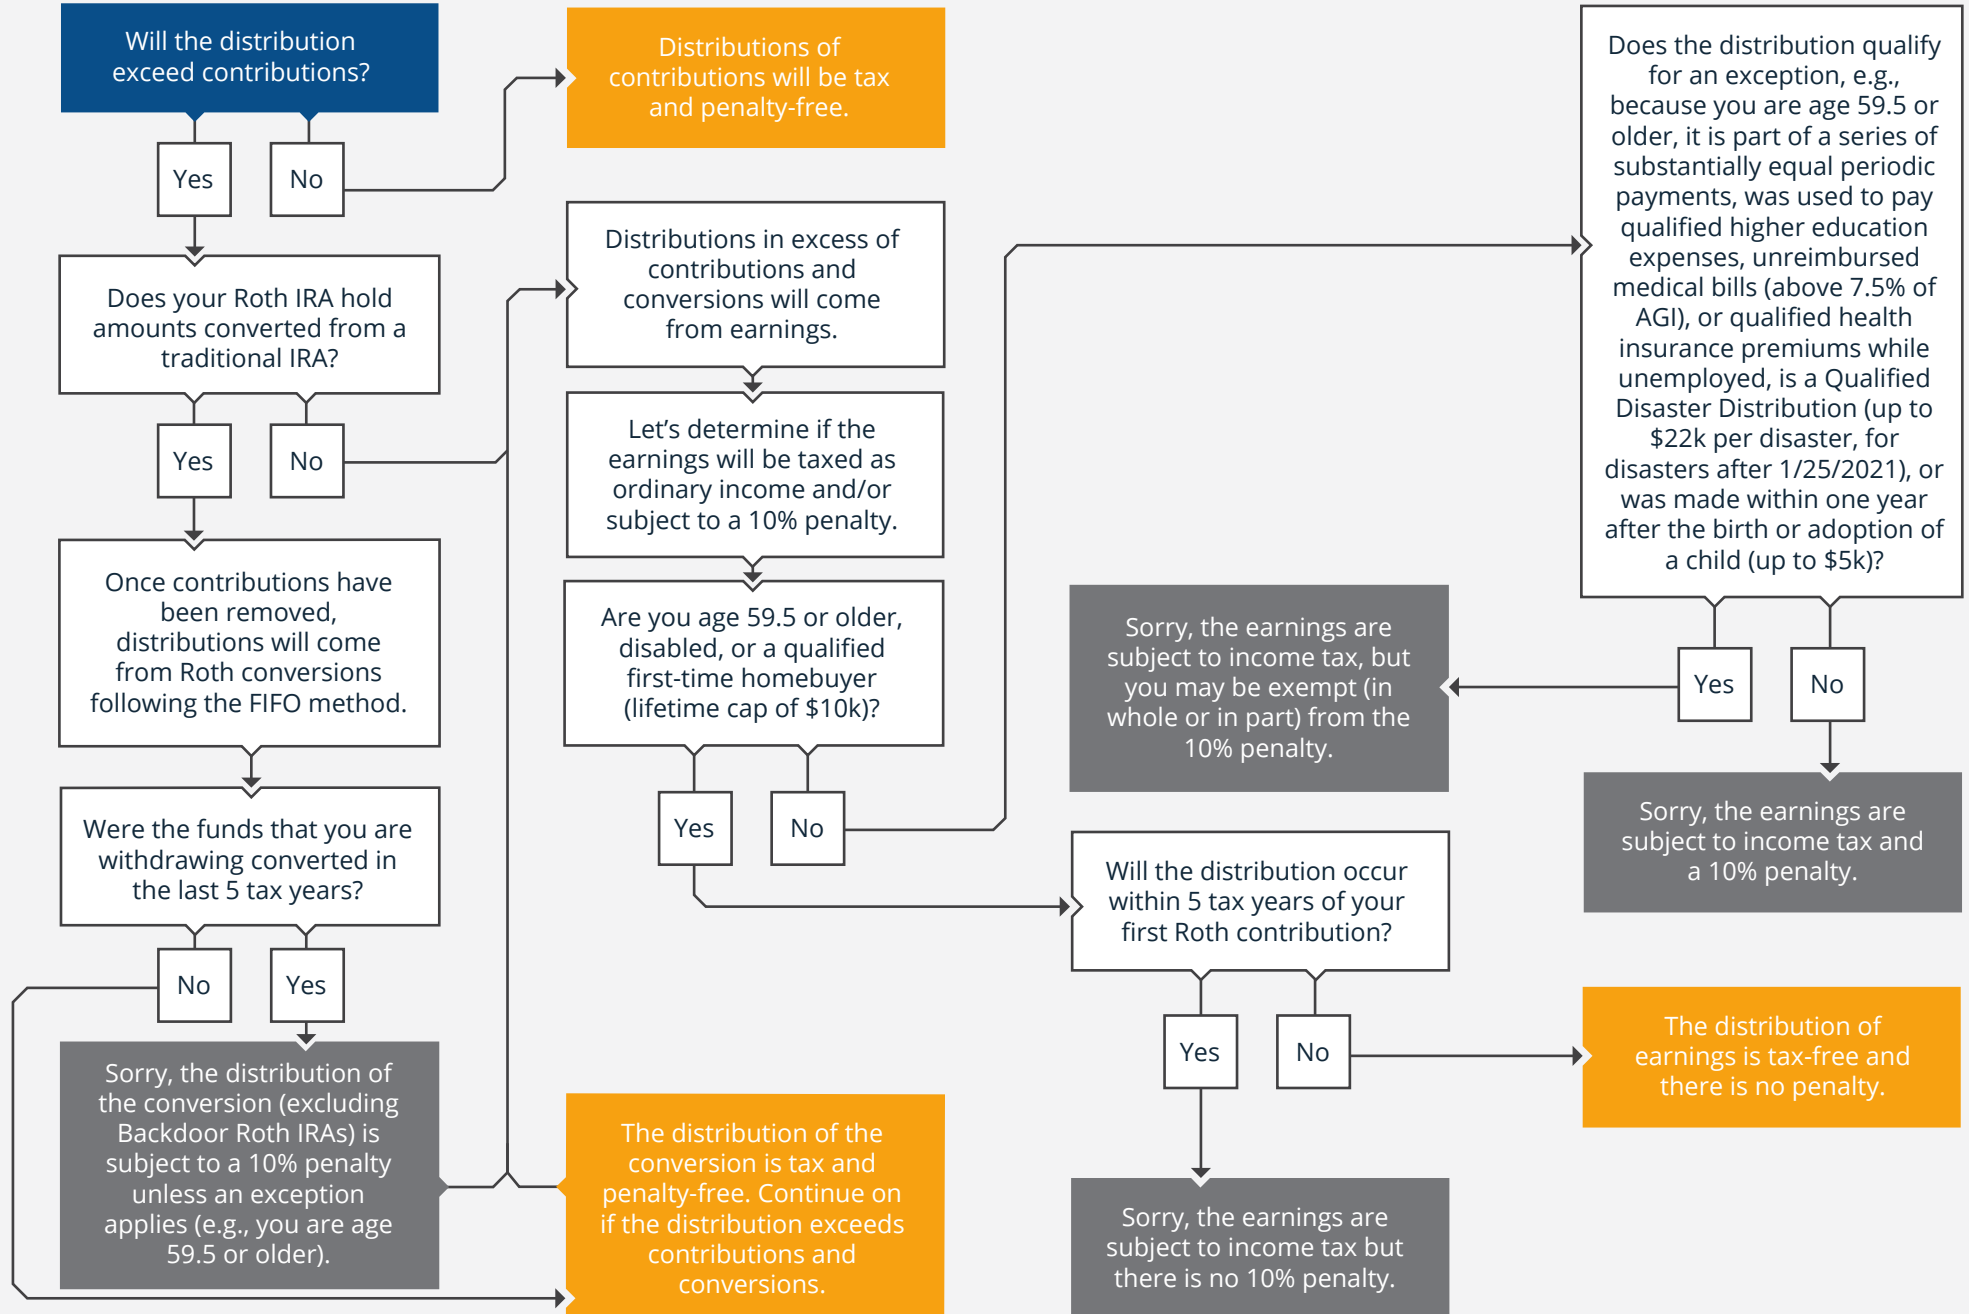 Will the distribution
exceed contributions?
Yes
No
Distributions of
contributions will be tax
and penalty-free.
Does your Roth IRA hold
amounts converted from a
traditional IRA?
Yes
No
Once contributions have
been removed,
distributions will come
from Roth conversions
following the FIFO method.
Were the funds that you are
withdrawing converted in
the last 5 tax years?
No
Yes
Sorry, the distribution of
the conversion (excluding
Backdoor Roth IRAs) is
subject to a 10% penalty
unless an exception
applies (e.g., you are age
59.5 or older).
The distribution of the
conversion is tax and
penalty-free. Continue on
if the distribution exceeds
contributions and
conversions.
Distributions in excess of
contributions and
conversions will come
from earnings.
Let’s determine if the
earnings will be taxed as
ordinary income and/or
subject to a 10% penalty.
Are you age 59.5 or older,
disabled, or a qualified
first-time homebuyer
(lifetime cap of $10k)?
Yes
No
Will the distribution occur
within 5 tax years of your
first Roth contribution?
Yes
No
Sorry, the earnings are
subject to income tax but
there is no 10% penalty.
The distribution of
earnings is tax-free and
there is no penalty.
Does the distribution qualify
for an exception, e.g.,
because you are age 59.5 or
older, it is part of a series of
substantially equal periodic
payments, was used to pay
qualified higher education
expenses, unreimbursed
medical bills (above 7.5% of
AGI), or qualified health
insurance premiums while
unemployed, is a Qualified
Disaster Distribution (up to
$22k per disaster, for
disasters after 1/25/2021), or
was made within one year
after the birth or adoption of
a child (up to $5k)?
Yes
No
Sorry, the earnings are
subject to income tax, but
you may be exempt (in
whole or in part) from the
10% penalty.
Sorry, the earnings are
subject to income tax and
a 10% penalty.